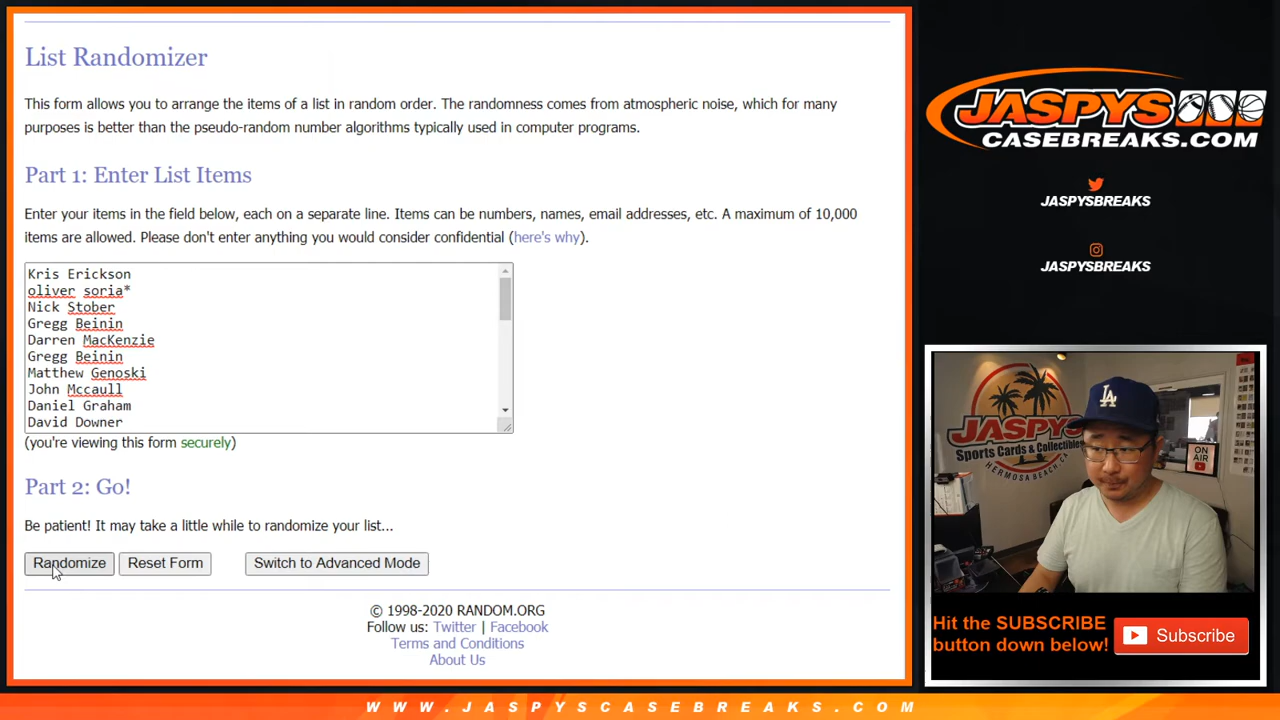 List Randomizer
This form allows you to arrange the items of a list in random order. The randomness comes from atmospheric noise, which for many
purposes is better than the pseudo-random number algorithms typically used in computer programs.
Part 1: Enter List Items
Enter your items in the field below, each on a separate line. Items can be numbers, names, email addresses, etc. A maximum of 10,000
items are allowed. Please don't enter anything you would consider confidential (here's why).
Kris Erickson
oliver soria*
Nick Stober
Gregg Beinin
Darren MacKenzie
Gregg Beinin
Matthew Genoski
John Mccaull
Daniel Graham
David Downer
(you're viewing this form securely)
Part 2: Go!
Be patient! It may take a little while to randomize your list...
Randomize Reset Form Switch to Advanced Mode
© 1998-2020 RANDOM.ORG
Follow us: Twitter | Facebook
Terms and Conditions
About Us
JASPYS
CASEBREAKS.COM
JASPYSBREAKS
JASPYSBREAKS
JASPYS
Sports Cards & Collectibles
HERMOSA BEACH, CA
LA
ON
AIR
Hit the SUBSCRIBE
button down below!
Subscribe
WWW.JASPYSCASEBREAKS.COM